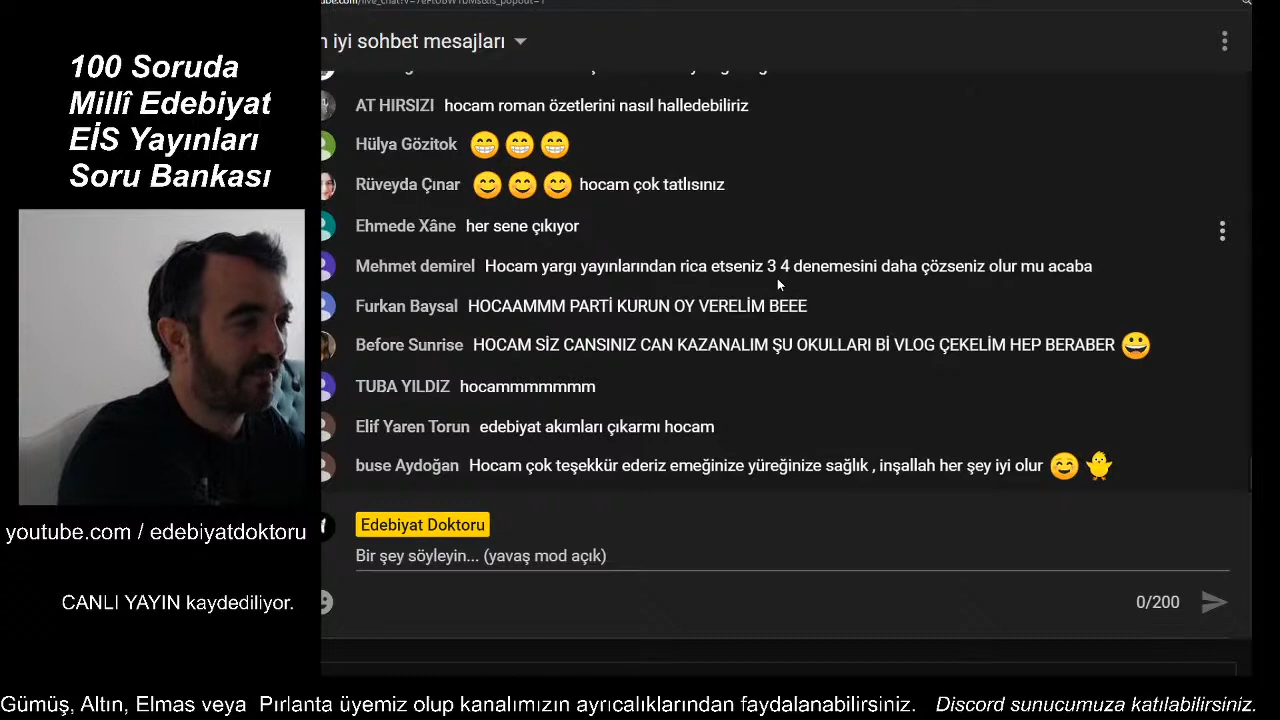 100 Soruda
Millî Edebiyat
EİS Yayınları
Soru Bankası
youtube.com / edebiyatdoktoru
CANLI YAYIN kaydediliyor.
n iyi sohbet mesajları
AT HIRSIZI hocam roman özetlerini nasıl halledebiliriz
Hülya Gözitok 😁 😁 😁
Rüveyda Çınar 😊 😊 😊 hocam çok tatlısınız
Ehmede Xâne her sene çıkıyor
Mehmet demirel Hocam yargı yayınlarından rica etseniz 3 4 denemesini daha çözseniz olur mu acaba
Furkan Baysal HOCAAMMM PARTİ KURUN OY VERELİM BEEE
Before Sunrise HOCAM SİZ CANSINIZ CAN KAZANALIM ŞU OKULLARI Bİ VLOG ÇEKELİM HEP BERABER 😀
TUBA YILDIZ hocammmmmmm
Elif Yaren Torun edebiyat akımları çıkarmı hocam
buse Aydoğan Hocam çok teşekkür ederiz emeğinize yüreğinize sağlık , inşallah her şey iyi olur ☺️ 🐥
Edebiyat Doktoru
Bir şey söyleyin... (yavaş mod açık)
0/200
Gümüş, Altın, Elmas veya Pırlanta üyemiz olup kanalımızın ayrıcalıklarından faydalanabilirsiniz. Discord sunucumuza katılabilirsiniz.